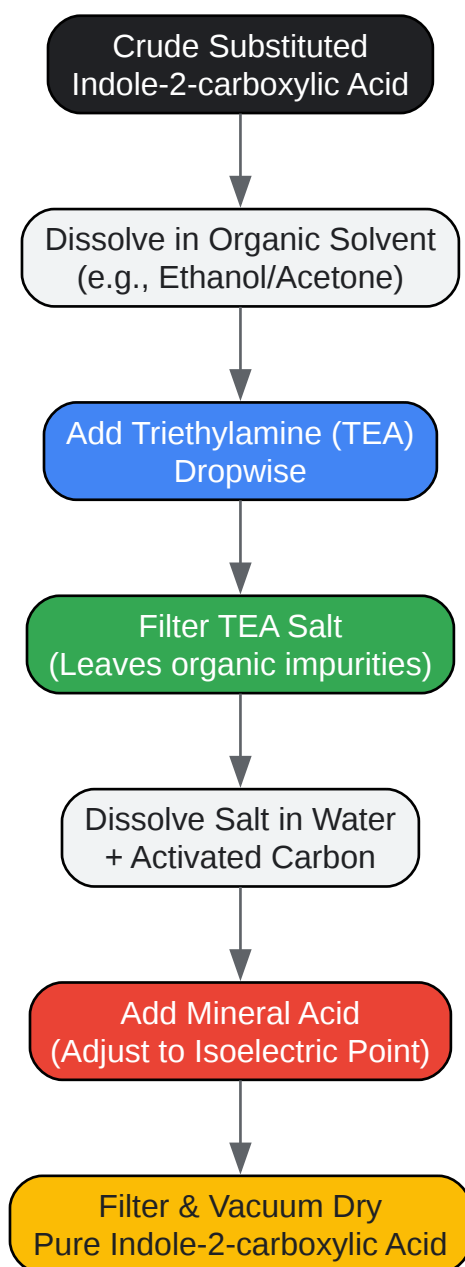 Crude Substituted
Indole-2-carboxylic Acid
Dissolve in Organic Solvent
(e.g., Ethanol/Acetone)
Add Triethylamine (TEA)
Dropwise
Filter TEA Salt
(Leaves organic impurities)
Dissolve Salt in Water
+ Activated Carbon
Add Mineral Acid
(Adjust to Isoelectric Point)
Filter & Vacuum Dry
Pure Indole-2-carboxylic Acid